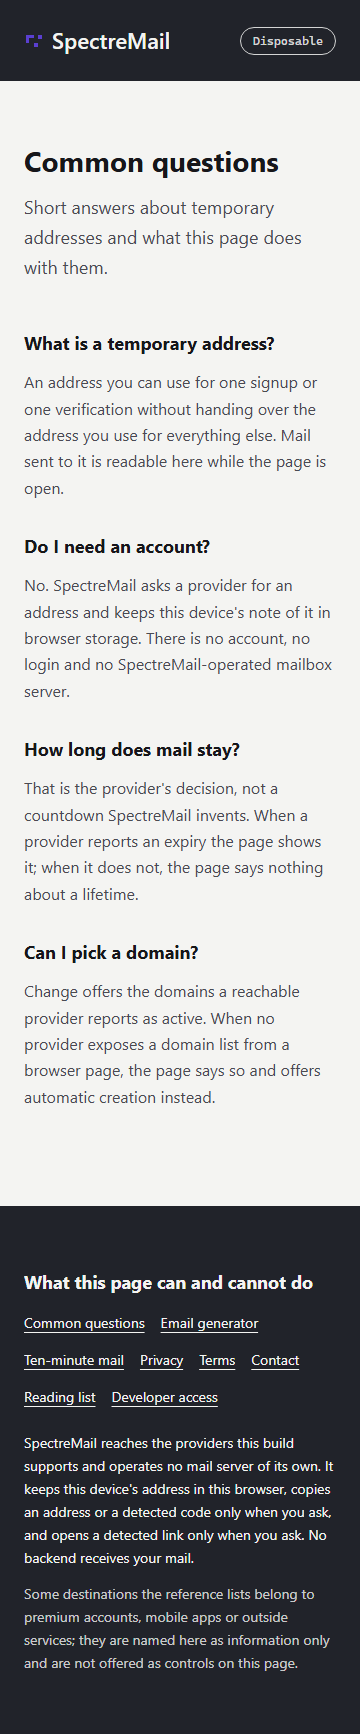 SpectreMail
Disposable
Common questions
Short answers about temporary
addresses and what this page does
with them.
What is a temporary address?
An address you can use for one signup or
one verification without handing over the
address you use for everything else. Mail
sent to it is readable here while the page is
open.
Do I need an account?
No. SpectreMail asks a provider for an
address and keeps this device's note of it in
browser storage. There is no account, no
login and no SpectreMail-operated mailbox
server.
How long does mail stay?
That is the provider's decision, not a
countdown SpectreMail invents. When a
provider reports an expiry the page shows
it; when it does not, the page says nothing
about a lifetime.
Can I pick a domain?
Change offers the domains a reachable
provider reports as active. When no
provider exposes a domain list from a
browser page, the page says so and offers
automatic creation instead.
What this page can and cannot do
Common questions Email generator
Ten-minute mail Privacy Terms Contact
Reading list Developer access
SpectreMail reaches the providers this build
supports and operates no mail server of its own. It
keeps this device's address in this browser, copies
an address or a detected code only when you ask,
and opens a detected link only when you ask. No
backend receives your mail.
Some destinations the reference lists belong to
premium accounts, mobile apps or outside
services; they are named here as information only
and are not offered as controls on this page.